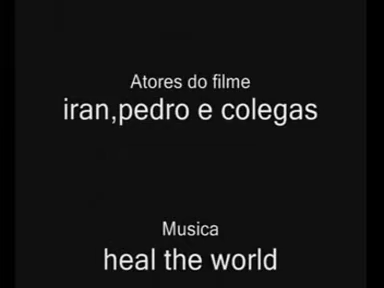 Atores do filme
iran,pedro e colegas
Musica
heal the world